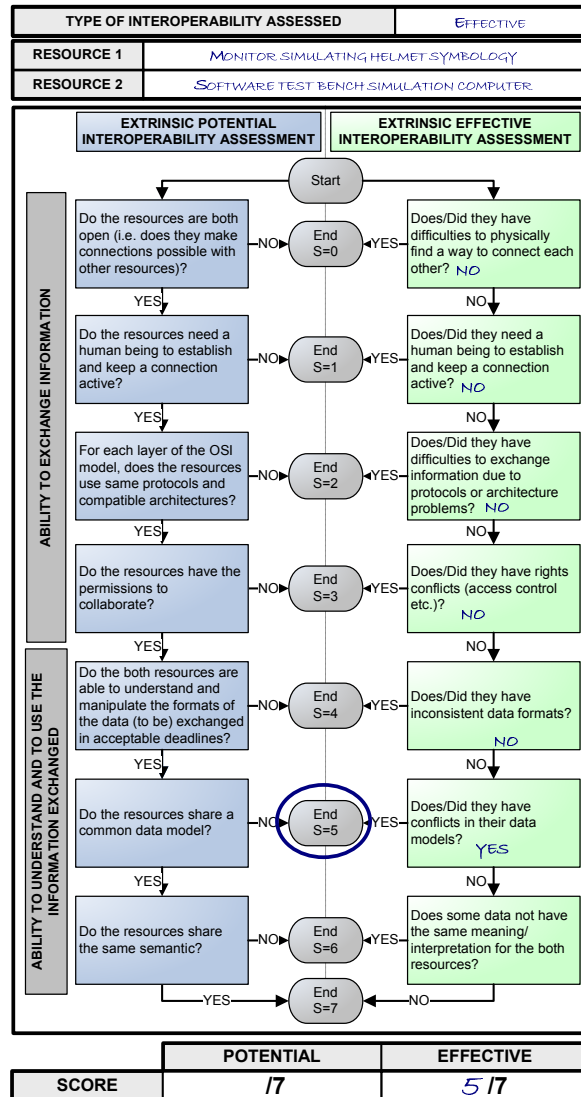 TYPE OF INTEROPERABILITY ASSESSED
EFFECTIVE
RESOURCE 1
MONITOR SIMULATING HELMET SYMBOLOGY
RESOURCE 2
SOFTWARE TEST BENCH SIMULATION COMPUTER
EXTRINSIC POTENTIAL
INTEROPERABILITY ASSESSMENT
EXTRINSIC EFFECTIVE
INTEROPERABILITY ASSESSMENT
Start
ABILITY TO EXCHANGE INFORMATION
Do the resources are both
open (i.e. does they make
connections possible with
other resources)?
NO
End
S=0
YES
Does/Did they have
difficulties to physically
find a way to connect each
other? NO
YES
NO
Do the resources need a
human being to establish
and keep a connection
active?
NO
End
S=1
YES
Does/Did they need a
human being to establish
and keep a connection
active? NO
YES
NO
For each layer of the OSI
model, does the resources
use same protocols and
compatible architectures?
NO
End
S=2
YES
Does/Did they have
difficulties to exchange
information due to
protocols or architecture
problems? NO
YES
NO
Do the resources have the
permissions to
collaborate?
NO
End
S=3
YES
Does/Did they have rights
conflicts (access control
etc.)?
NO
YES
NO
ABILITY TO UNDERSTAND AND TO USE THE
INFORMATION EXCHANGED
Do the both resources are
able to understand and
manipulate the formats of
the data (to be) exchanged
in acceptable deadlines?
NO
End
S=4
YES
Does/Did they have
inconsistent data formats?
NO
YES
NO
Do the resources share a
common data model?
NO
End
S=5
YES
Does/Did they have
conflicts in their data
models? YES
YES
NO
Do the resources share
the same semantic?
NO
End
S=6
YES
Does some data not have
the same meaning/
interpretation for the both
resources?
YES
End
S=7
NO
POTENTIAL
EFFECTIVE
SCORE
/7
5 /7